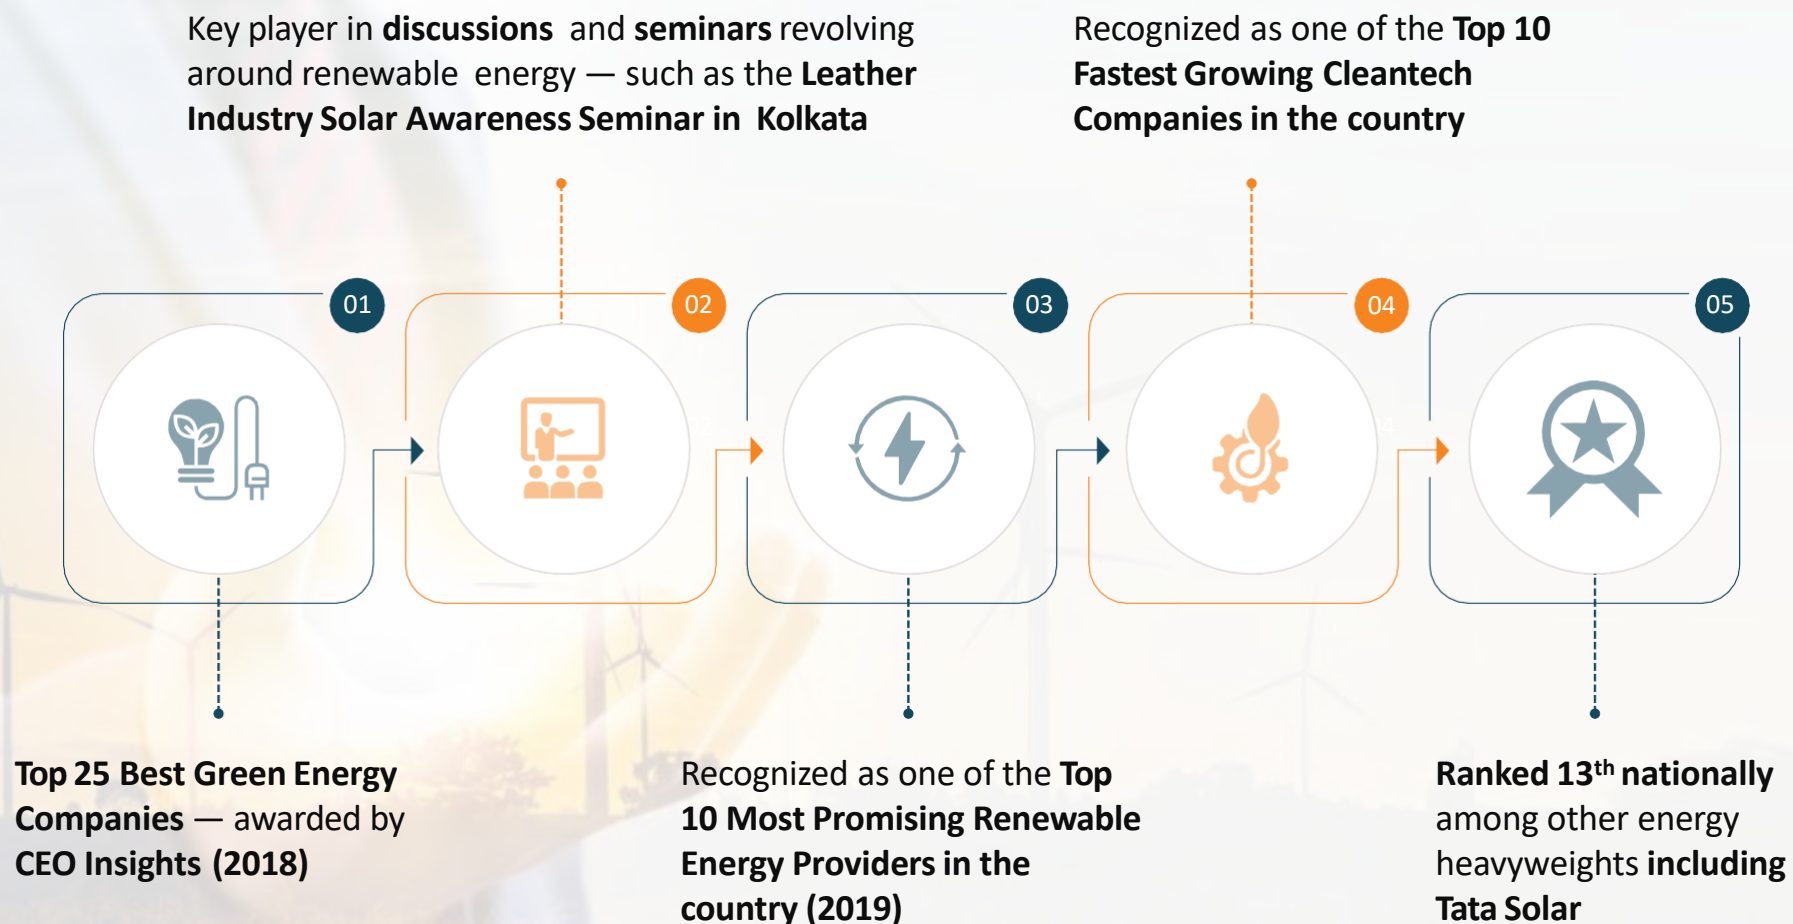 Key player in discussions and seminars revolving
around renewable energy — such as the Leather
Industry Solar Awareness Seminar in Kolkata
Recognized as one of the Top 10
Fastest Growing Cleantech
Companies in the country
01
02
03
04
05
Top 25 Best Green Energy
Companies — awarded by
CEO Insights (2018)
Recognized as one of the Top
10 Most Promising Renewable
Energy Providers in the
country (2019)
Ranked 13th nationally
among other energy
heavyweights including
Tata Solar